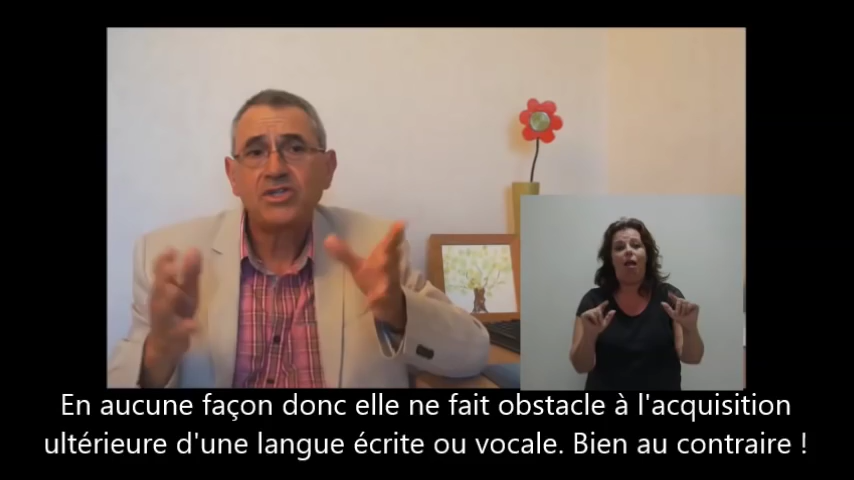 En aucune façon donc elle ne fait obstacle à l'acquisition
ultérieure d'une langue écrite ou vocale. Bien au contraire !